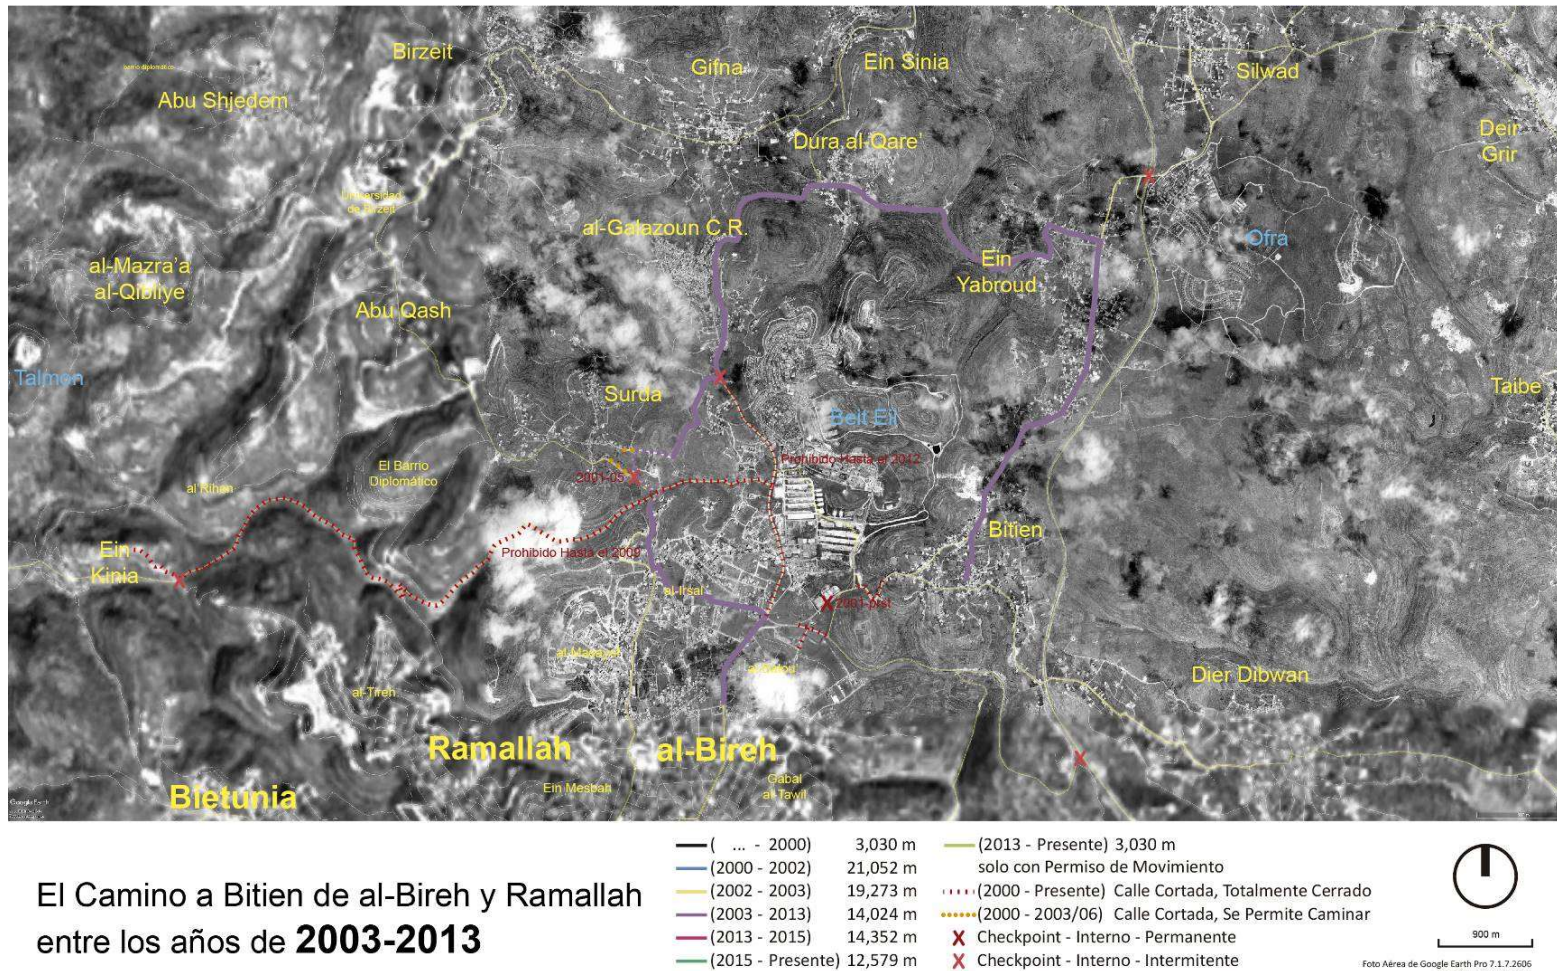 Birzeit
Gifna
Ein Sinia
Silwad
Abu Shjedem
Deir
Grir
Dura al-Qare'
Universidad
de Birzeit
al-Galazoun C.R.
Ofra
al-Mazra'a
al-Qibliye
Ein
Yabroud
Abu Qash
Talmon
Surda
Beit Eil
Taibe
Prohibido Hasta el 2012
El Barrio
Diplomático
2001-03
al Rihan
Bitien
Ein
Kinia
Prohibido Hasta el 2009
al-Irsal
2001-prst
al-Masayef
al-Balou
Dier Dibwan
al-Tireh
Ramallah
al-Bireh
Ein Mesbah
Gabal
al-Tawil
Bietunia
Google Earth
El Camino a Bitien de al-Bireh y Ramallah
entre los años de 2003-2013
( ... - 2000) 3,030 m
(2000 - 2002) 21,052 m
(2002 - 2003) 19,273 m
(2003 - 2013) 14,024 m
(2013 - 2015) 14,352 m
(2015 - Presente) 12,579 m
(2013 - Presente) 3,030 m
solo con Permiso de Movimiento
(2000 - Presente) Calle Cortada, Totalmente Cerrado
(2000 - 2003/06) Calle Cortada, Se Permite Caminar
X Checkpoint - Interno - Permanente
X Checkpoint - Interno - Intermitente
900 m
Foto Aérea de Google Earth Pro 7.1.7.2606